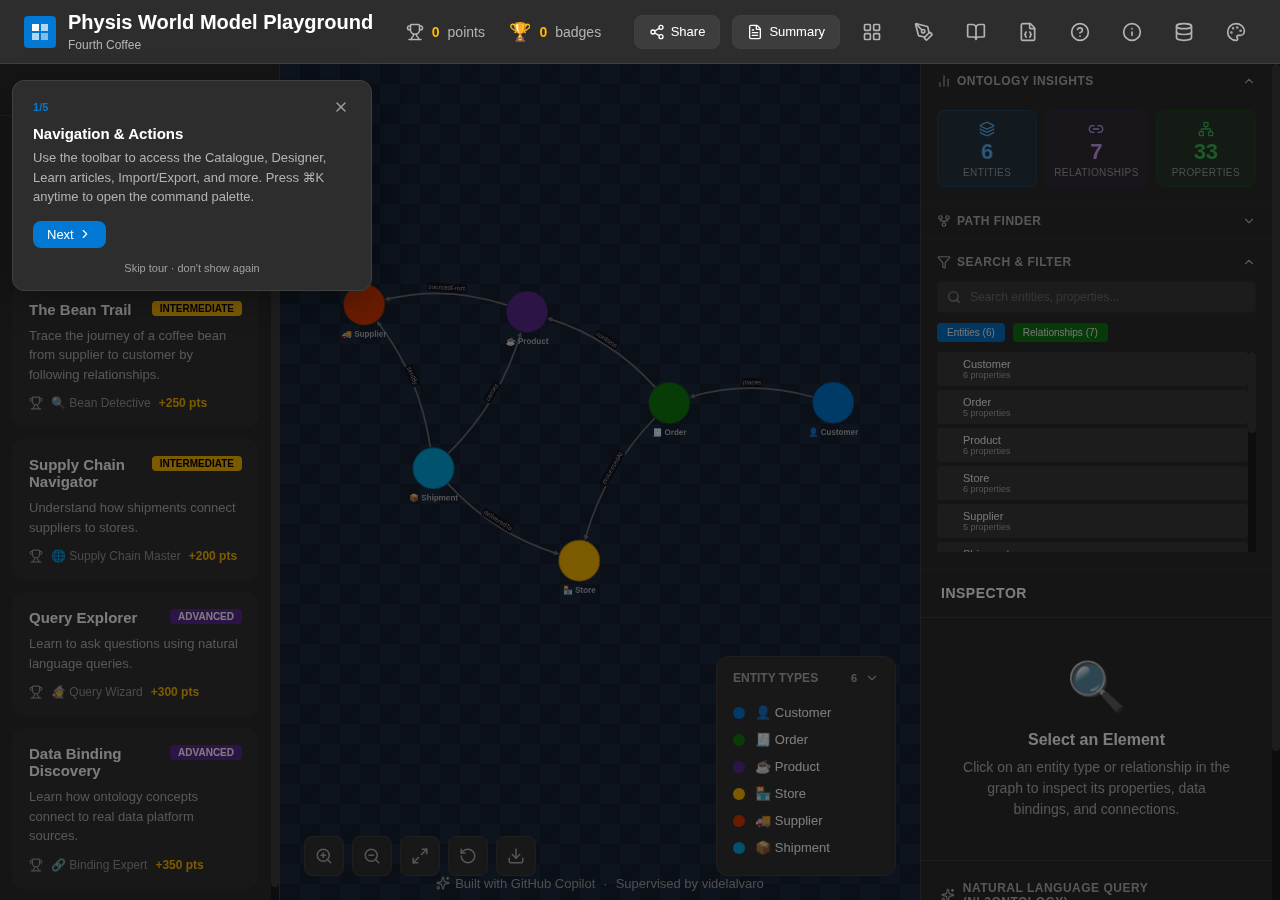 Physis World Model Playground
Fourth Coffee
0 points
🏆 0 badges
Share
Summary
1/5
Navigation & Actions
Use the toolbar to access the Catalogue, Designer,
Learn articles, Import/Export, and more. Press ⌘K
anytime to open the command palette.
Next
Skip tour · don't show again
The Bean Trail
INTERMEDIATE
Trace the journey of a coffee bean
from supplier to customer by
following relationships.
🔍 Bean Detective +250 pts
Supply Chain
Navigator
INTERMEDIATE
Understand how shipments connect
suppliers to stores.
🌐 Supply Chain Master +200 pts
Query Explorer
ADVANCED
Learn to ask questions using natural
language queries.
🧙 Query Wizard +300 pts
Data Binding
Discovery
ADVANCED
Learn how ontology concepts
connect to real data platform
sources.
🔗 Binding Expert +350 pts
sourcedFrom
🚚 Supplier
☕ Product
contains
sends
carries
places
🧾 Order
👤 Customer
processedAt
📦 Shipment
deliveredTo
🏪 Store
ENTITY TYPES 6
👤 Customer
🧾 Order
☕ Product
🏪 Store
🚚 Supplier
📦 Shipment
Built with GitHub Copilot · Supervised by videlalvaro
ONTOLOGY INSIGHTS
6
ENTITIES
7
RELATIONSHIPS
33
PROPERTIES
PATH FINDER
SEARCH & FILTER
Search entities, properties...
Entities (6)
Relationships (7)
Customer
6 properties
Order
5 properties
Product
6 properties
Store
6 properties
Supplier
5 properties
Shipment
INSPECTOR
Select an Element
Click on an entity type or relationship in the
graph to inspect its properties, data
bindings, and connections.
NATURAL LANGUAGE QUERY
(NL2ONTOLOGY)